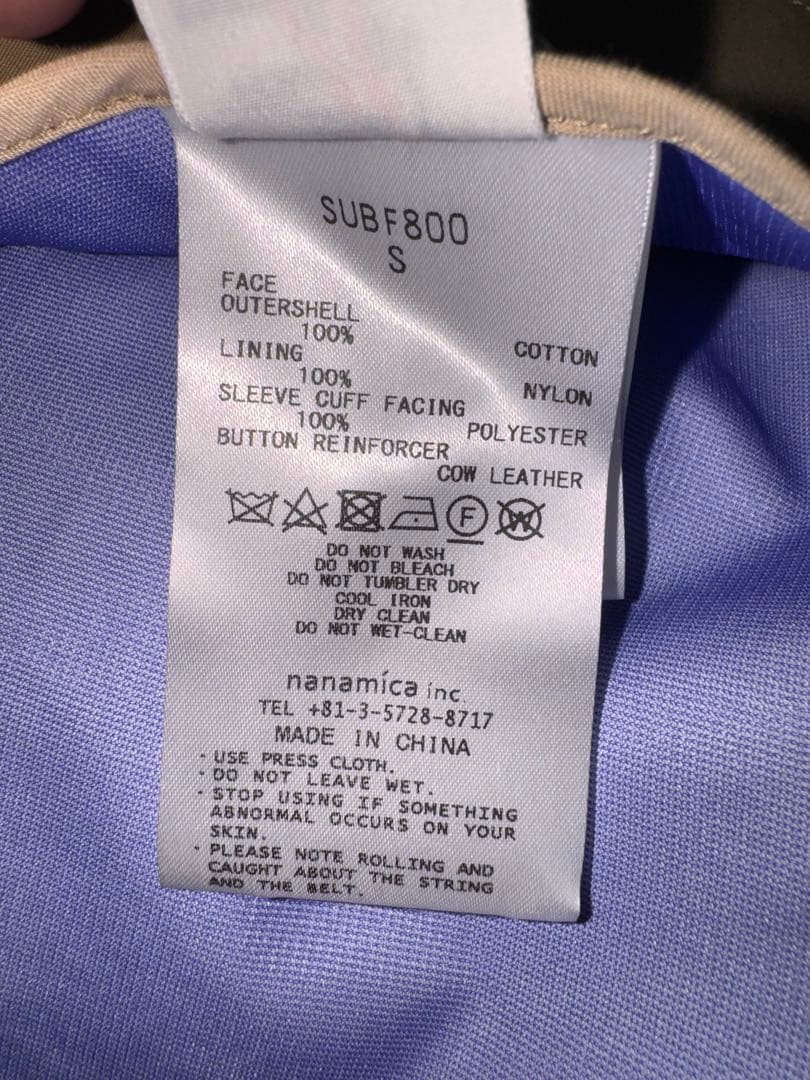 SUBF800
S
FACE
OUTERSHELL
100% COTTON
LINING
100% NYLON
SLEEVE CUFF FACING
100% POLYESTER
BUTTON REINFORCER
COW LEATHER
F W
DO NOT WASH
DO NOT BLEACH
DO NOT TUMBLER DRY
COOL IRON
DRY CLEAN
DO NOT WET-CLEAN
nanamica inc.
TEL +81-3-5728-8717
MADE IN CHINA
・USE PRESS CLOTH.
・DO NOT LEAVE WET.
・STOP USING IF SOMETHING
ABNORMAL OCCURS ON YOUR
SKIN.
・PLEASE NOTE ROLLING AND
CAUGHT ABOUT THE STRING
AND THE BELT.